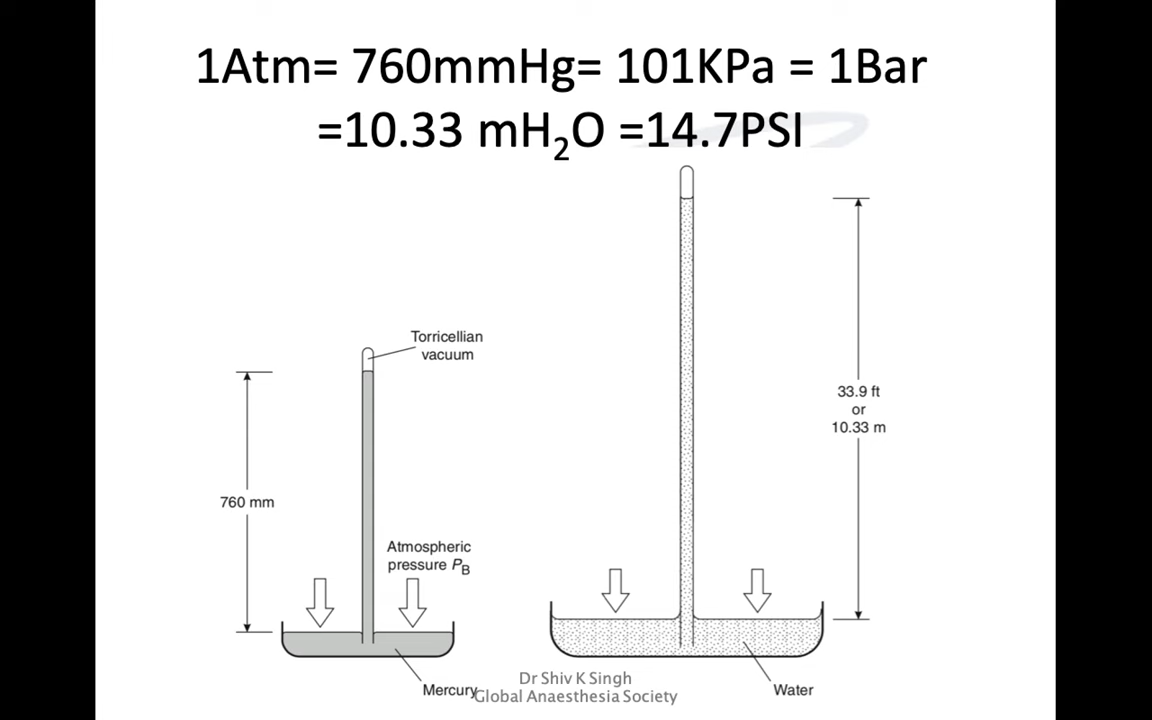 1Atm= 760mmHg= 101KPa = 1Bar
=10.33 mH₂O =14.7PSI
Torricellian
vacuum
33.9 ft
or
10.33 m
760 mm
Atmospheric
pressure P_B
Mercury
Water
Dr Shiv K Singh
Global Anaesthesia Society